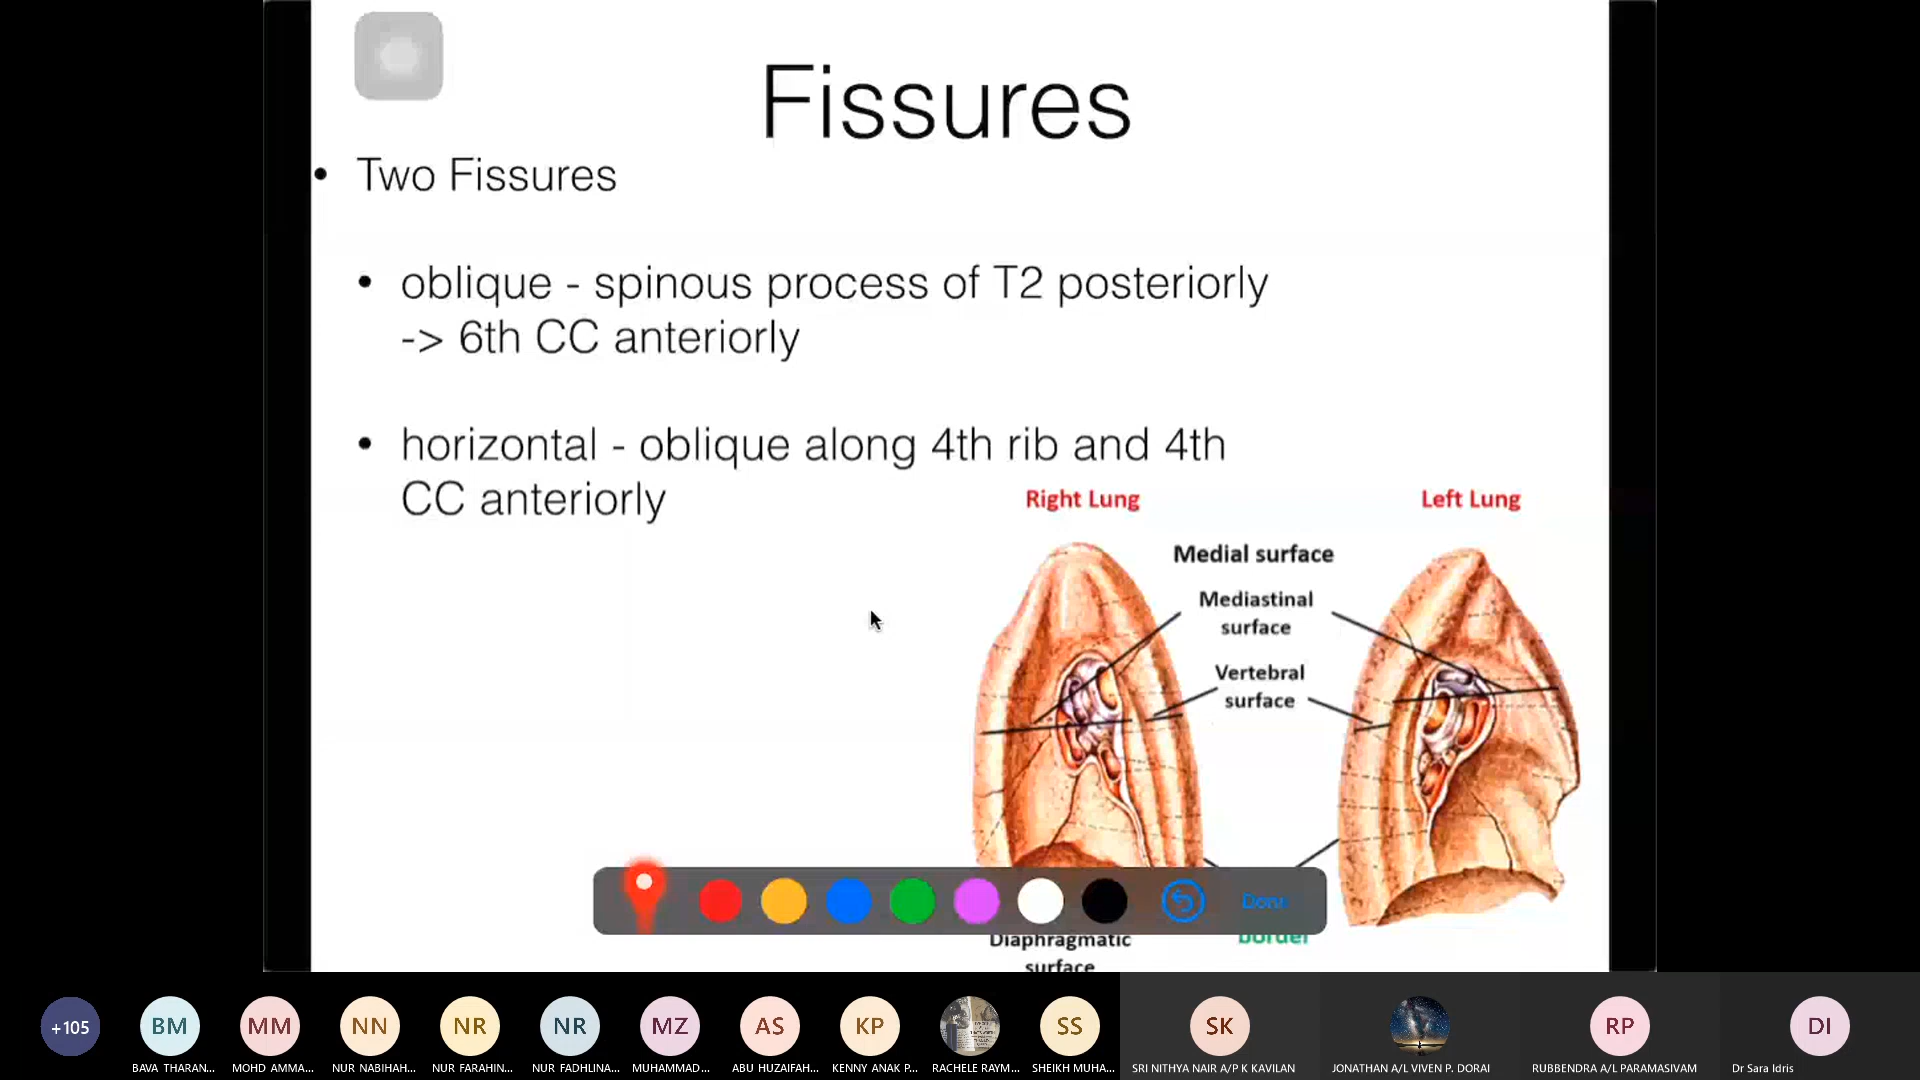 Fissures
• Two Fissures
• oblique - spinous process of T2 posteriorly
-> 6th CC anteriorly
• horizontal - oblique along 4th rib and 4th
CC anteriorly
Right Lung
Left Lung
Medial surface
Mediastinal
surface
Vertebral
surface
Done
Diaphragmatic
surface
border
+105
BM
MM
NN
NR
NR
MZ
AS
KP
SS
SK
RP
DI
BAVA THARAN...
MOHD AMMA...
NUR NABIHAH...
NUR FARAHIN...
NUR FADHLINA...
MUHAMMAD...
ABU HUZAIFAH...
KENNY ANAK P...
RACHELE RAYM...
SHEIKH MUHA...
SRI NITHYA NAIR A/P K KAVILAN
JONATHAN A/L VIVEN P. DORAI
RUBBENDRA A/L PARAMASIVAM
Dr Sara Idris